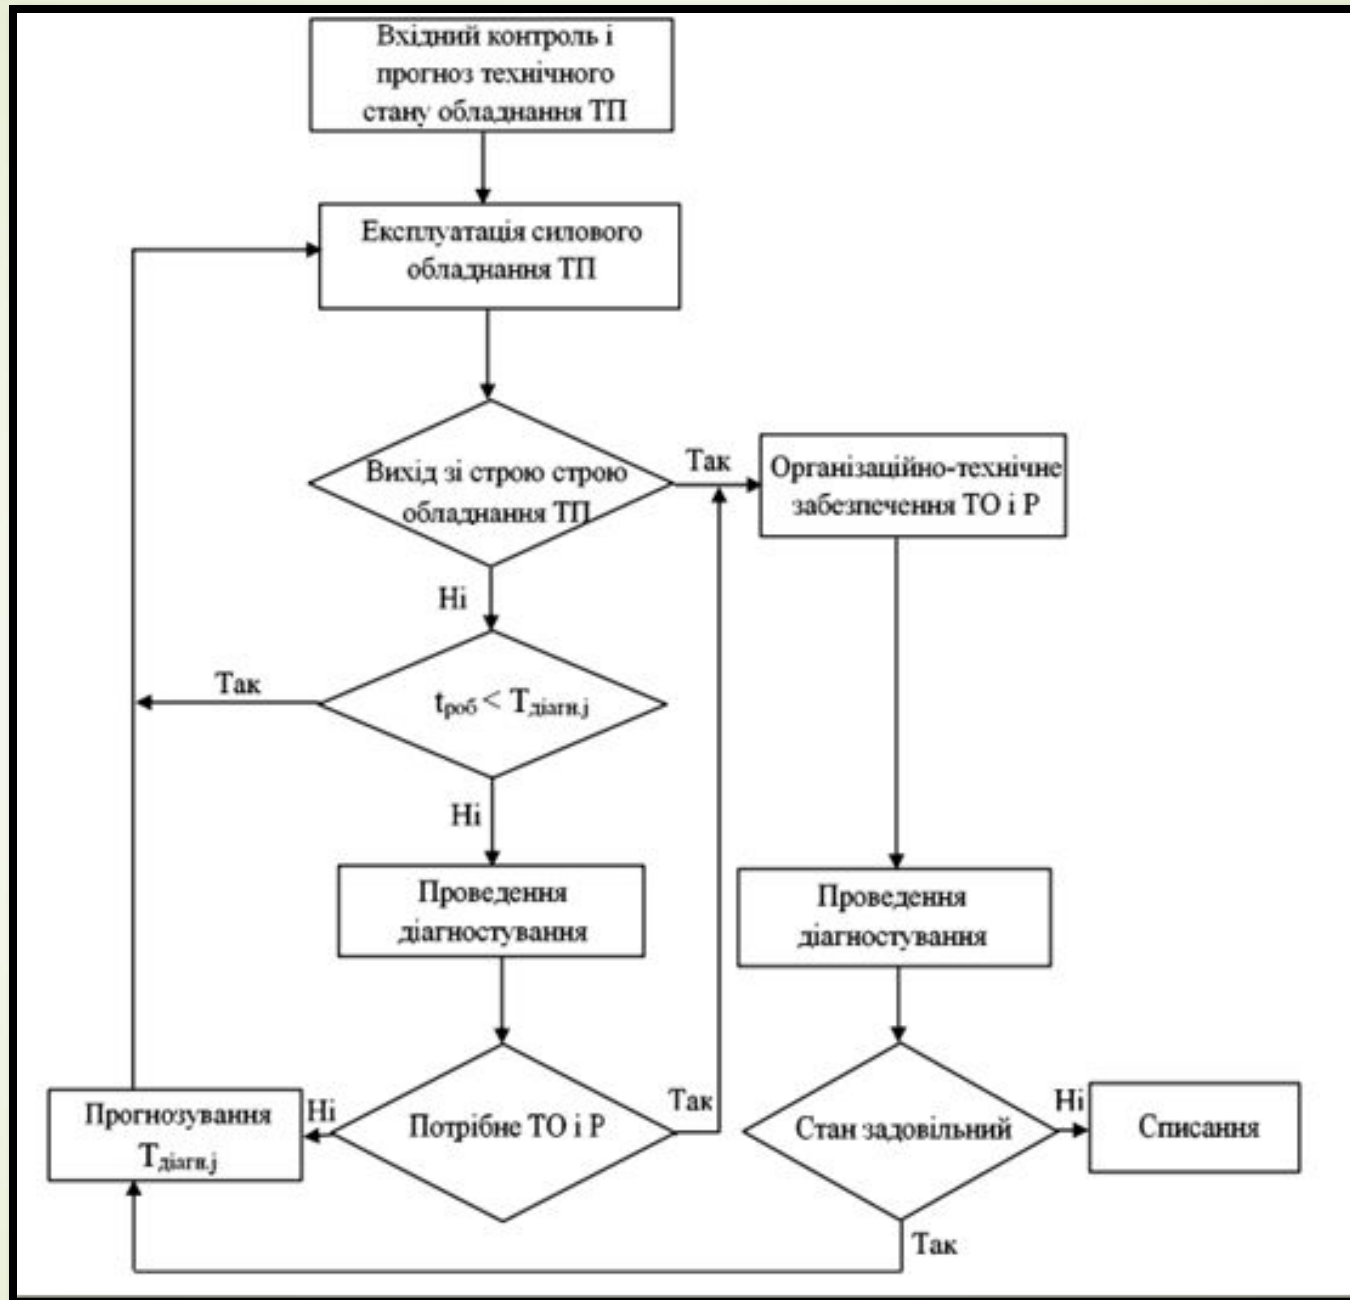 Вхідний контроль і
прогноз технічного
стану обладнання ТП
Експлуатація силового
обладнання ТП
Вихід зі строю строю
обладнання ТП
Так
Організаційно-технічне
забезпечення ТО і Р
Ні
Так
tроб < Tдіагн.j
Ні
Проведення
діагностування
Проведення
діагностування
Прогнозування
Tдіагн.j
Ні
Потрібне ТО і Р
Так
Стан задовільний
Ні
Списання
Так